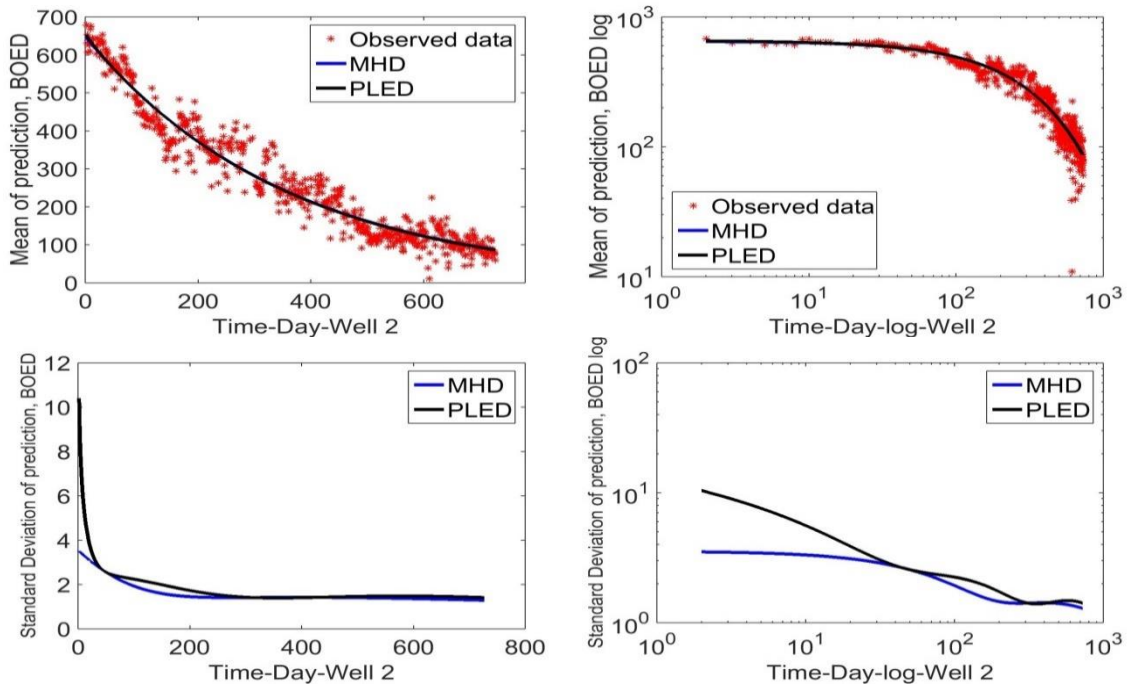 Mean of prediction, BOED
700
600
500
400
300
200
100
0
0 200 400 600
Time-Day-Well 2
Observed data
MHD
PLED
Mean of prediction, BOED log
10^3
10^2
10^1
10^0 10^1 10^2 10^3
Time-Day-log-Well 2
Observed data
MHD
PLED
Standard Deviation of prediction, BOED
12
10
8
6
4
2
0
0 200 400 600 800
Time-Day-Well 2
MHD
PLED
Standard Deviation of prediction, BOED log
10^2
10^1
10^0
10^0 10^1 10^2 10^3
Time-Day-log-Well 2
MHD
PLED